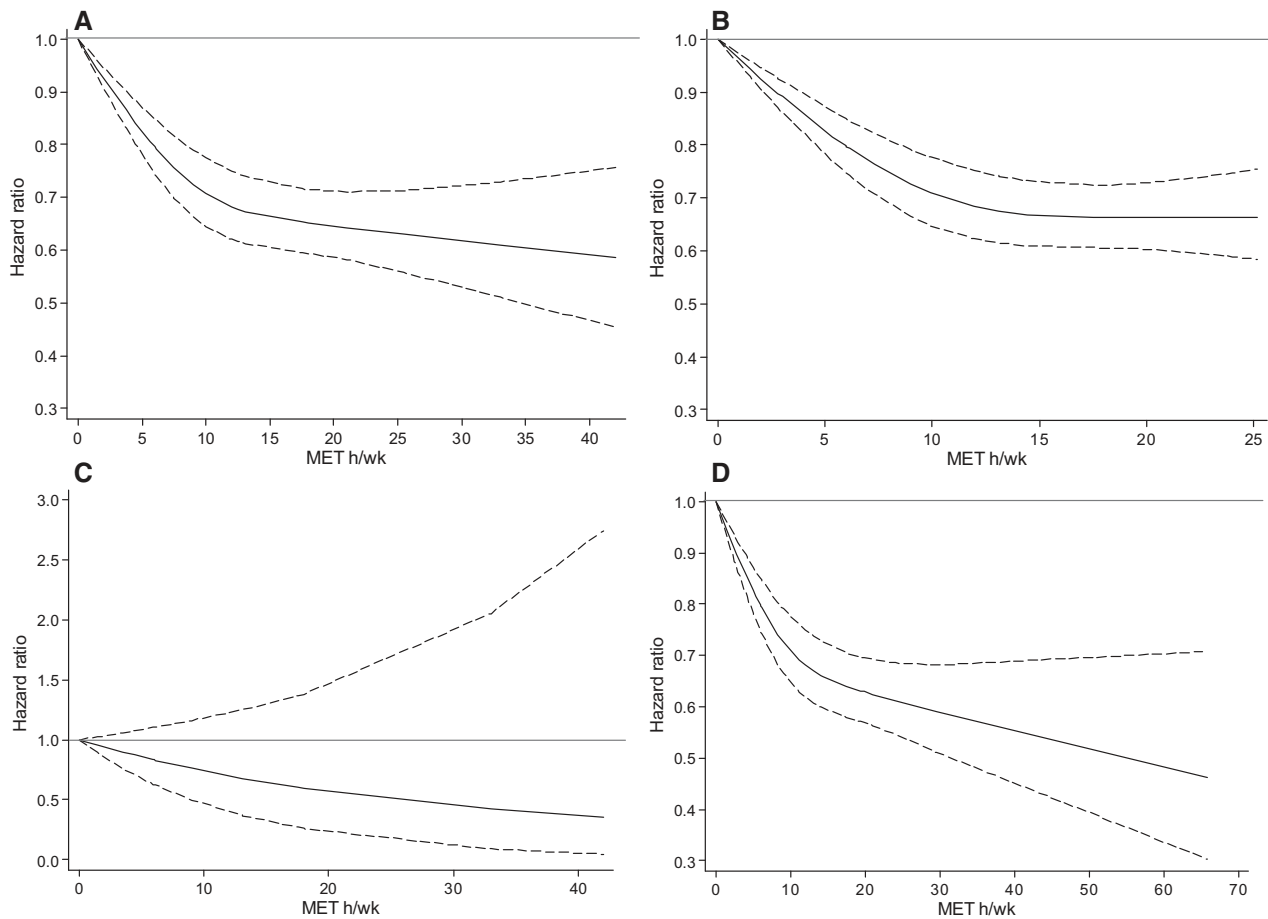 A
Hazard ratio
1.0
0.9
0.8
0.7
0.6
0.5
0.4
0.3
0 5 10 15 20 25 30 35 40
MET h/wk
B
Hazard ratio
1.0
0.9
0.8
0.7
0.6
0.5
0.4
0.3
0 5 10 15 20 25
MET h/wk
C
Hazard ratio
3.0
2.5
2.0
1.5
1.0
0.5
0.0
0 10 20 30 40
MET h/wk
D
Hazard ratio
1.0
0.9
0.8
0.7
0.6
0.5
0.4
0.3
0 10 20 30 40 50 60 70
MET h/wk